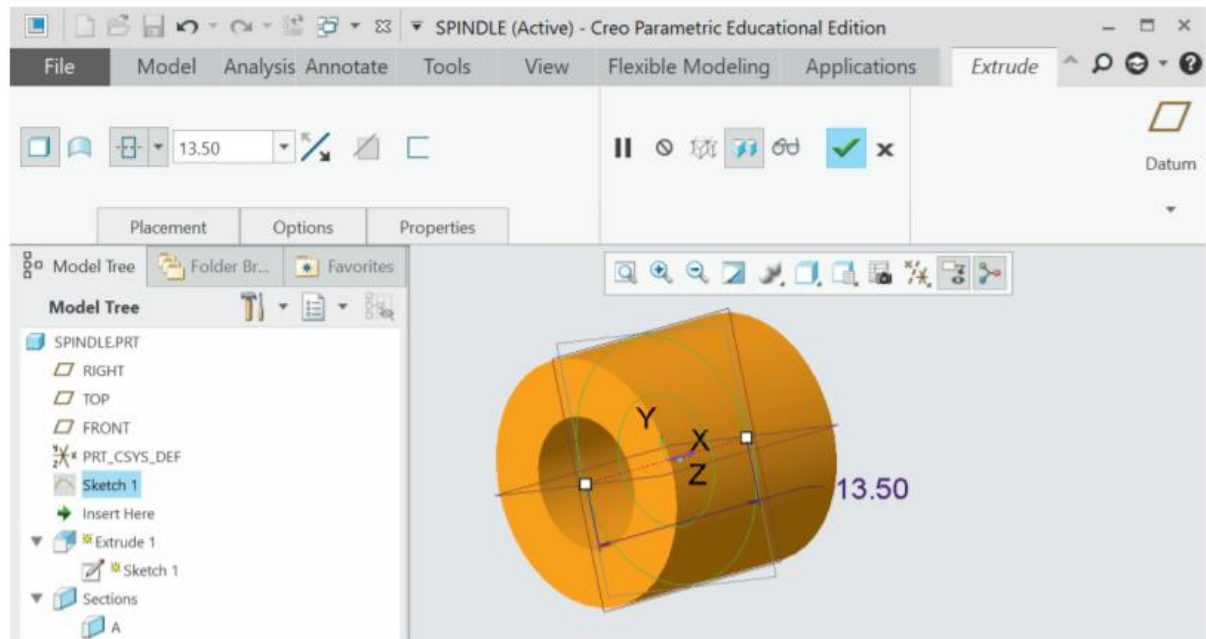 SPINDLE (Active) - Creo Parametric Educational Edition
File Model Analysis Annotate Tools View Flexible Modeling Applications Extrude
13.50
Datum
Placement Options Properties
Model Tree Folder Br... Favorites
Model Tree
SPINDLE.PRT
RIGHT
TOP
FRONT
PRT_CSYS_DEF
Sketch 1
Insert Here
Extrude 1
Sketch 1
Sections
A
Y
X
Z
13.50